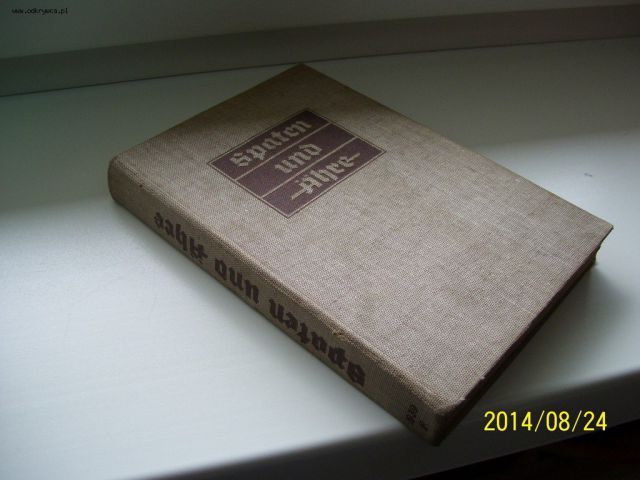 www.odkrywca.pl
Spaten
und
Ähre
Spaten und Ähre
2014/08/24